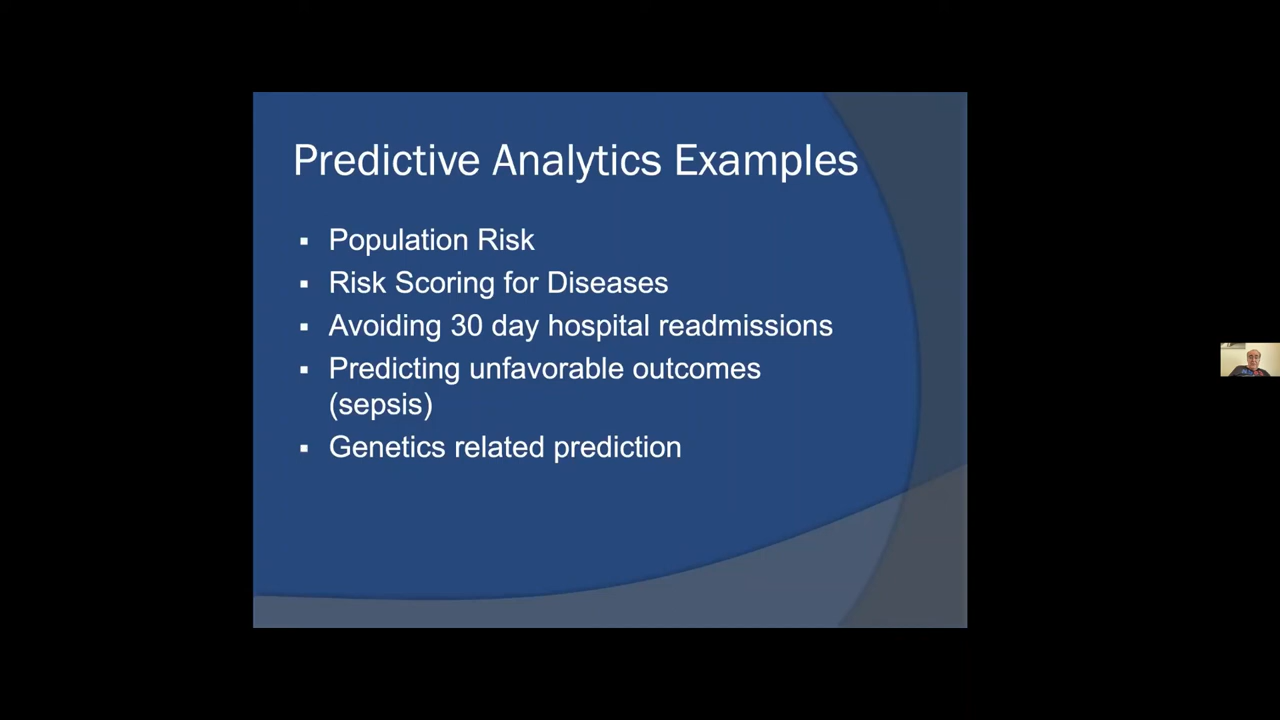 Predictive Analytics Examples
▪ Population Risk
▪ Risk Scoring for Diseases
▪ Avoiding 30 day hospital readmissions
▪ Predicting unfavorable outcomes
(sepsis)
▪ Genetics related prediction